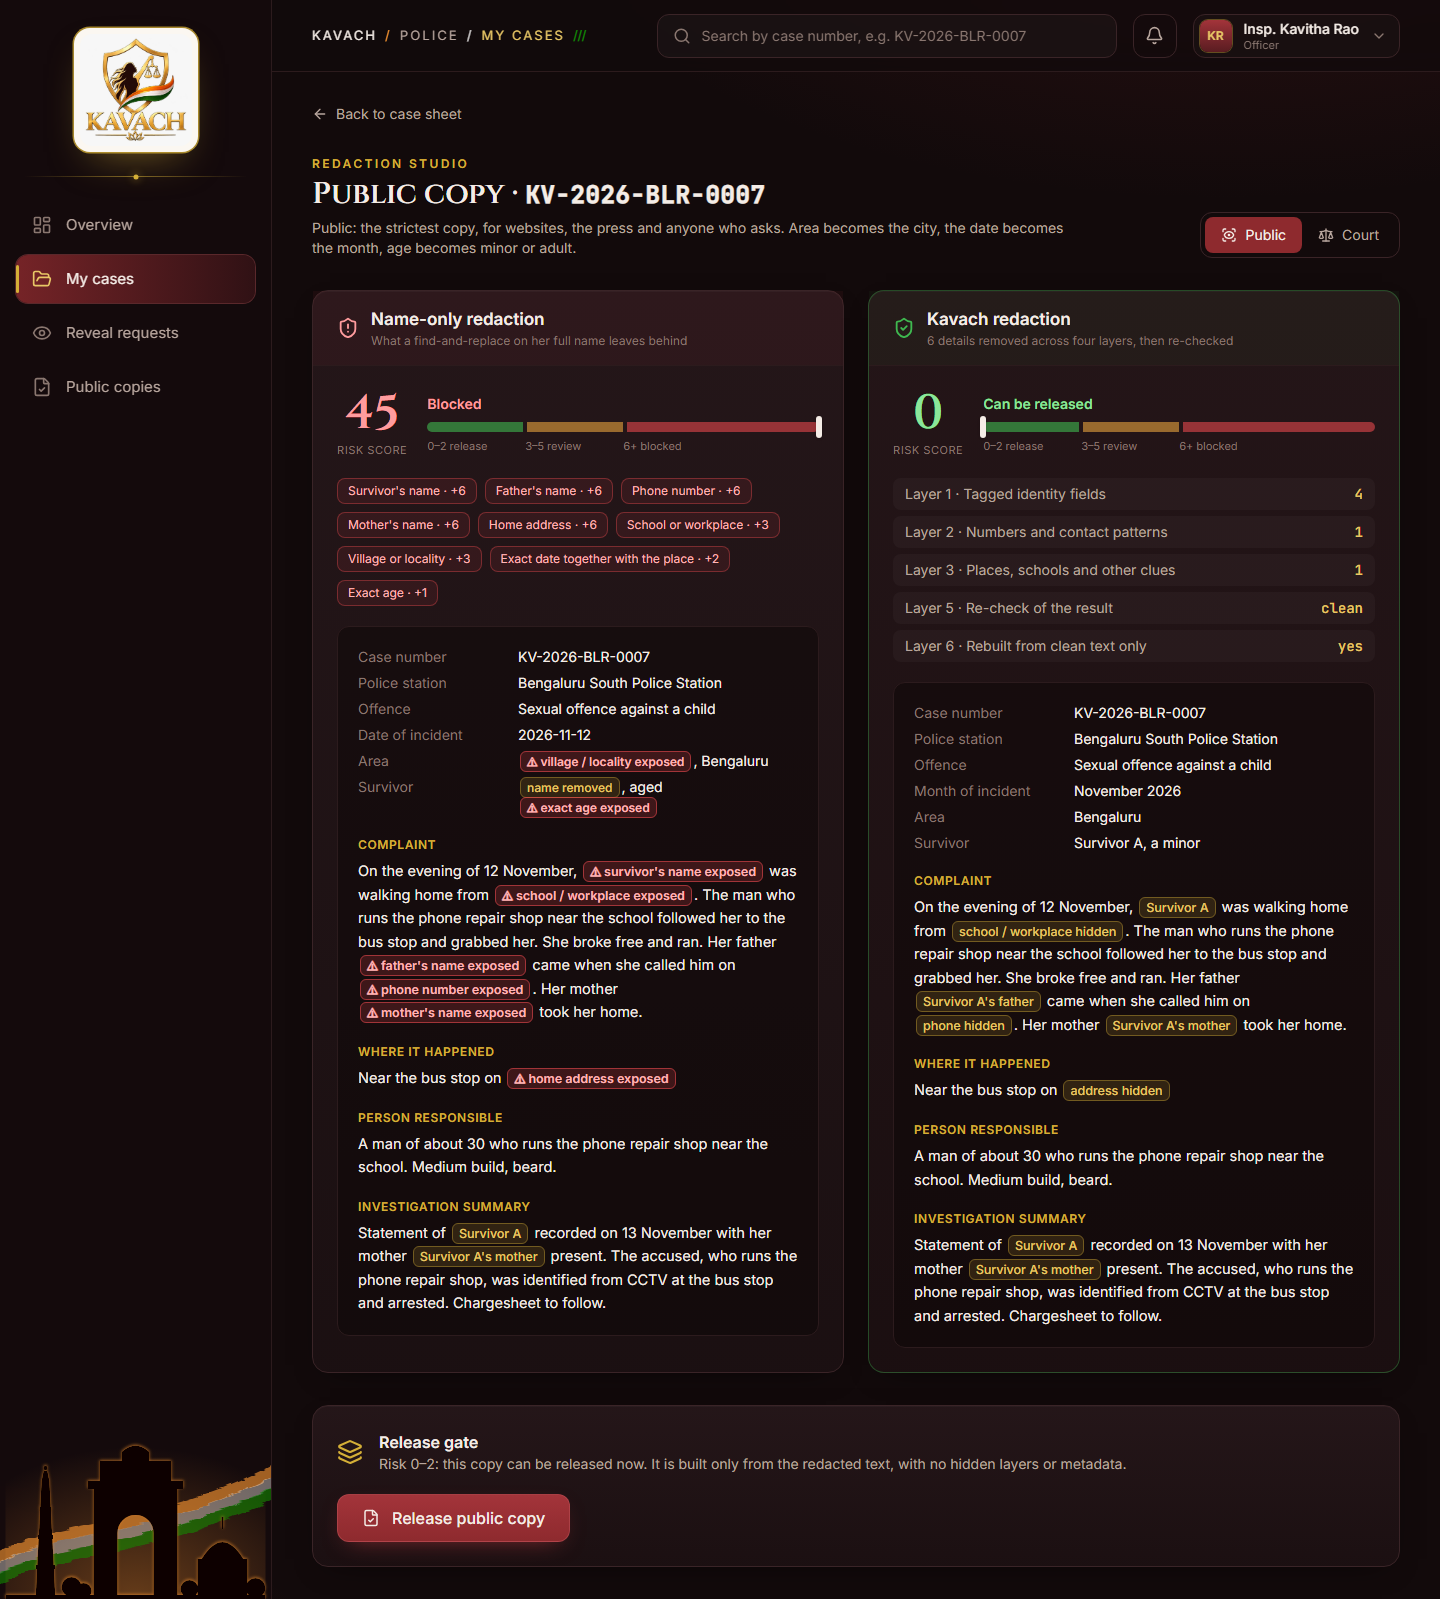 KAVACH
KAVACH / POLICE / MY CASES ///
Search by case number, e.g. KV-2026-BLR-0007
KR
Insp. Kavitha Rao
Officer
Overview
My cases
Reveal requests
Public copies
Back to case sheet
REDACTION STUDIO
PUBLIC COPY · KV-2026-BLR-0007
Public: the strictest copy, for websites, the press and anyone who asks. Area becomes the city, the date becomes
the month, age becomes minor or adult.
Public
Court
Name-only redaction
What a find-and-replace on her full name leaves behind
45
RISK SCORE
Blocked
0–2 release 3–5 review 6+ blocked
Survivor's name · +6 Father's name · +6 Phone number · +6
Mother's name · +6 Home address · +6 School or workplace · +3
Village or locality · +3 Exact date together with the place · +2
Exact age · +1
Case number KV-2026-BLR-0007
Police station Bengaluru South Police Station
Offence Sexual offence against a child
Date of incident 2026-11-12
Area ⚠ village / locality exposed , Bengaluru
Survivor name removed , aged
⚠ exact age exposed
COMPLAINT
On the evening of 12 November, ⚠ survivor's name exposed was
walking home from ⚠ school / workplace exposed . The man who
runs the phone repair shop near the school followed her to the
bus stop and grabbed her. She broke free and ran. Her father
⚠ father's name exposed came when she called him on
⚠ phone number exposed . Her mother
⚠ mother's name exposed took her home.
WHERE IT HAPPENED
Near the bus stop on ⚠ home address exposed
PERSON RESPONSIBLE
A man of about 30 who runs the phone repair shop near the
school. Medium build, beard.
INVESTIGATION SUMMARY
Statement of Survivor A recorded on 13 November with her
mother Survivor A's mother present. The accused, who runs the
phone repair shop, was identified from CCTV at the bus stop
and arrested. Chargesheet to follow.
Kavach redaction
6 details removed across four layers, then re-checked
0
RISK SCORE
Can be released
0–2 release 3–5 review 6+ blocked
Layer 1 · Tagged identity fields 4
Layer 2 · Numbers and contact patterns 1
Layer 3 · Places, schools and other clues 1
Layer 5 · Re-check of the result clean
Layer 6 · Rebuilt from clean text only yes
Case number KV-2026-BLR-0007
Police station Bengaluru South Police Station
Offence Sexual offence against a child
Month of incident November 2026
Area Bengaluru
Survivor Survivor A, a minor
COMPLAINT
On the evening of 12 November, Survivor A was walking home
from school / workplace hidden . The man who runs the phone
repair shop near the school followed her to the bus stop and
grabbed her. She broke free and ran. Her father
Survivor A's father came when she called him on
phone hidden . Her mother Survivor A's mother took her home.
WHERE IT HAPPENED
Near the bus stop on address hidden
PERSON RESPONSIBLE
A man of about 30 who runs the phone repair shop near the
school. Medium build, beard.
INVESTIGATION SUMMARY
Statement of Survivor A recorded on 13 November with her
mother Survivor A's mother present. The accused, who runs the
phone repair shop, was identified from CCTV at the bus stop
and arrested. Chargesheet to follow.
Release gate
Risk 0–2: this copy can be released now. It is built only from the redacted text, with no hidden layers or metadata.
Release public copy